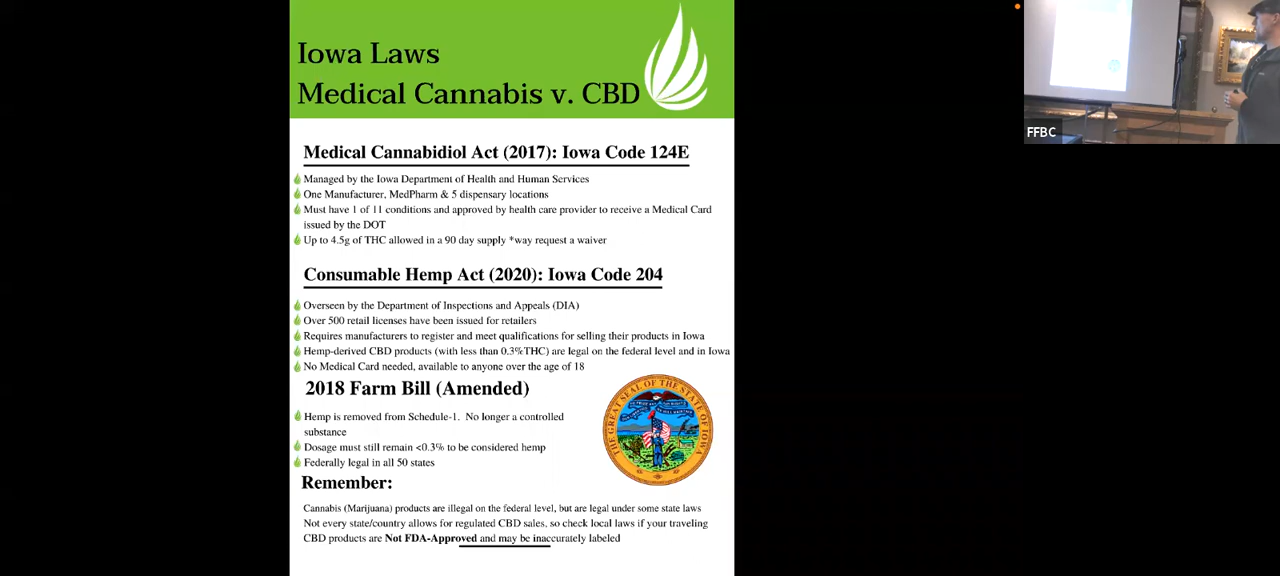 Iowa Laws
Medical Cannabis v. CBD
Medical Cannabidiol Act (2017): Iowa Code 124E
Managed by the Iowa Department of Health and Human Services
One Manufacturer, MedPharm & 5 dispensary locations
Must have 1 of 11 conditions and approved by health care provider to receive a Medical Card
issued by the DOT
Up to 4.5g of THC allowed in a 90 day supply *way request a waiver
Consumable Hemp Act (2020): Iowa Code 204
Overseen by the Department of Inspections and Appeals (DIA)
Over 500 retail licenses have been issued for retailers
Requires manufacturers to register and meet qualifications for selling their products in Iowa
Hemp-derived CBD products (with less than 0.3%THC) are legal on the federal level and in Iowa
No Medical Card needed, available to anyone over the age of 18
2018 Farm Bill (Amended)
Hemp is removed from Schedule-1. No longer a controlled
substance
Dosage must still remain <0.3% to be considered hemp
Federally legal in all 50 states
THE GREAT SEAL OF THE STATE OF IOWA
Remember:
Cannabis (Marijuana) products are illegal on the federal level, but are legal under some state laws
Not every state/country allows for regulated CBD sales, so check local laws if your traveling
CBD products are Not FDA-Approved and may be inaccurately labeled
FFBC